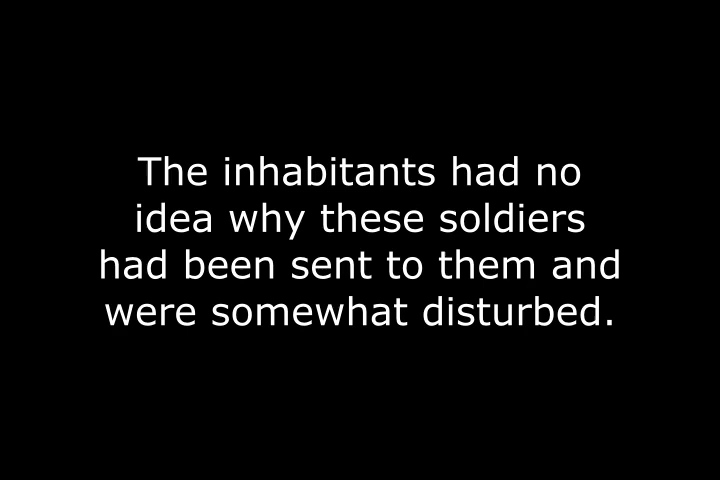 The inhabitants had no
idea why these soldiers
had been sent to them and
were somewhat disturbed.